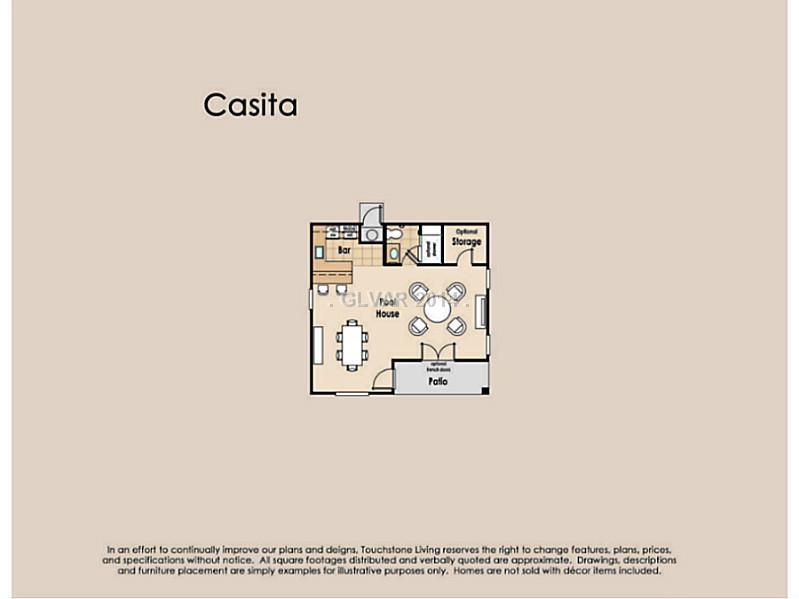 Casita
Bar
Optional
Storage
GLVAR 2014
Pool
House
optional
french doors
Patio
In an effort to continually improve our plans and deigns, Touchstone Living reserves the right to change features, plans, prices,
and specifications without notice. All square footages distributed and verbally quoted are approximate. Drawings, descriptions
and furniture placement are simply examples for illustrative purposes only. Homes are not sold with décor items included.